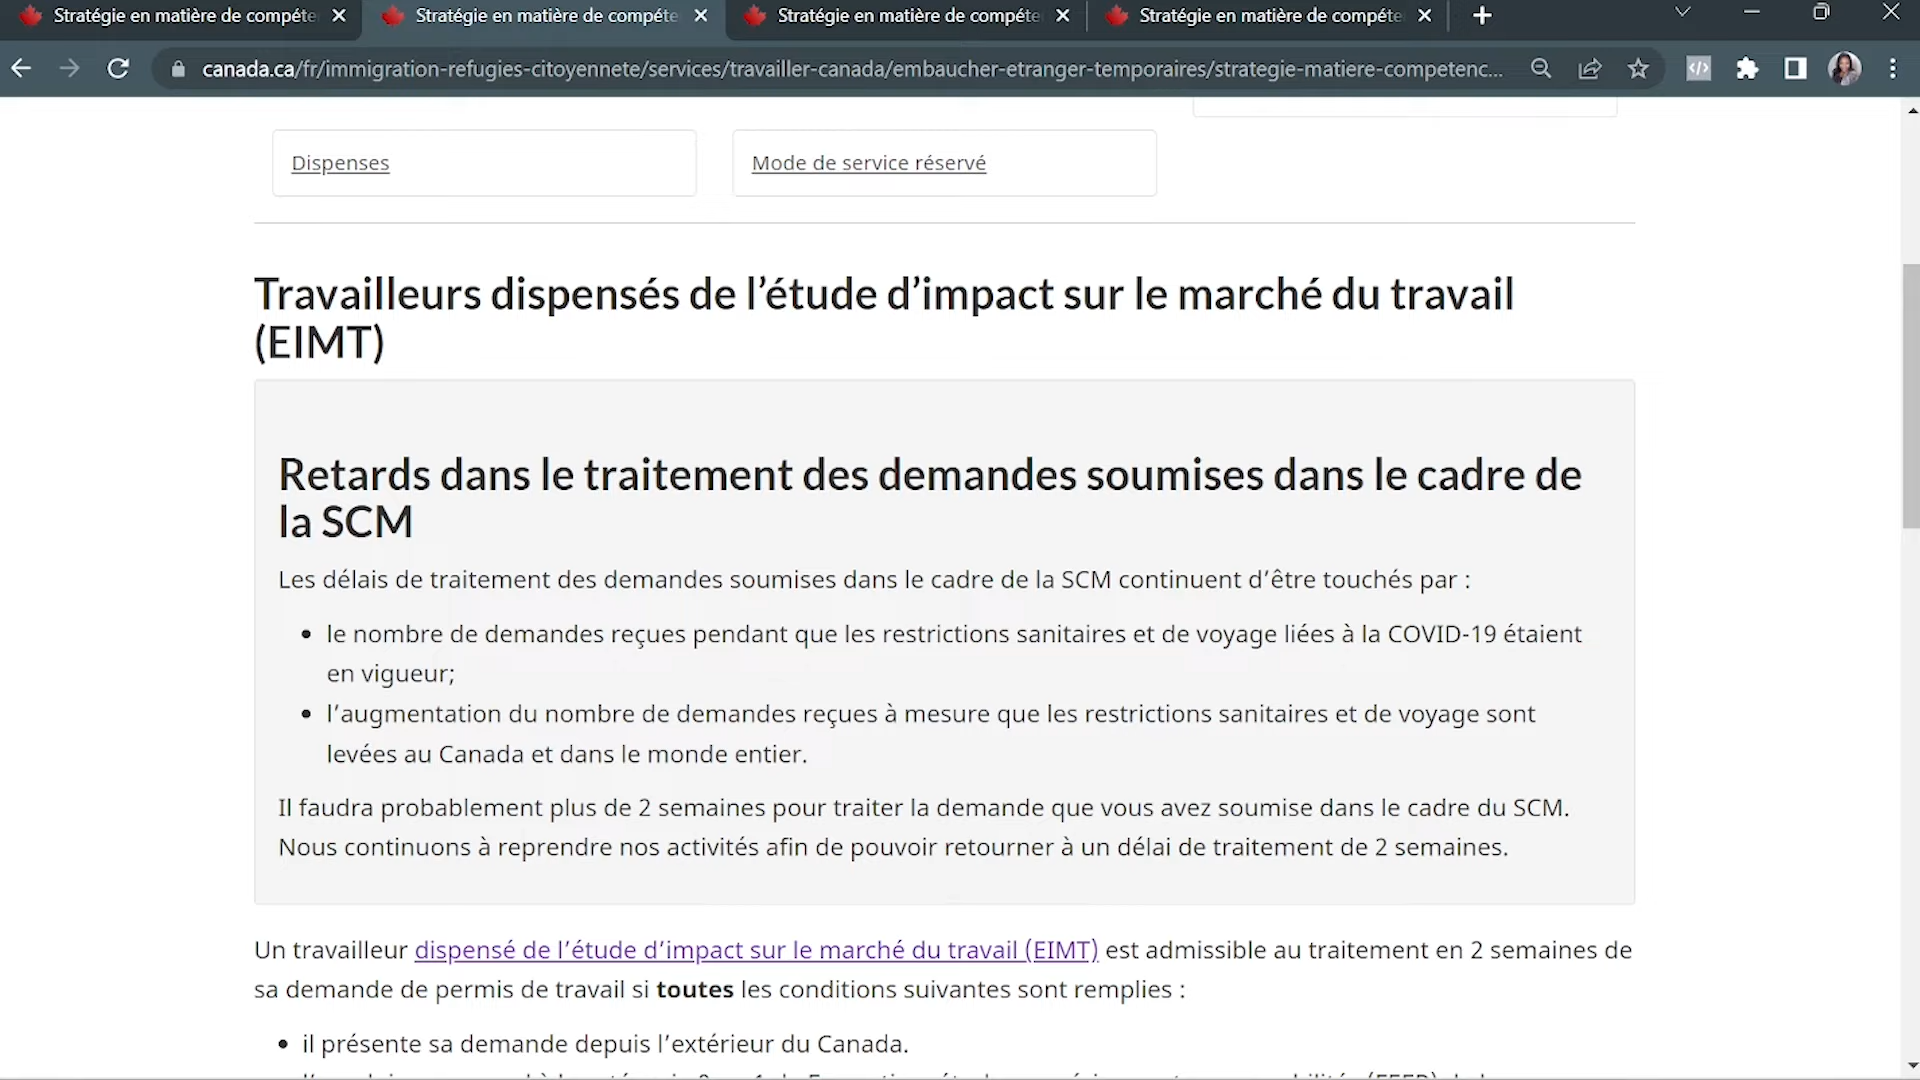 Stratégie en matière de compéte
Stratégie en matière de compéte
Stratégie en matière de compéte
Stratégie en matière de compéte
canada.ca/fr/immigration-refugies-citoyennete/services/travailler-canada/embaucher-etranger-temporaires/strategie-matiere-competenc...
Dispenses
Mode de service réservé
Travailleurs dispensés de l’étude d’impact sur le marché du travail
(EIMT)
Retards dans le traitement des demandes soumises dans le cadre de
la SCM
Les délais de traitement des demandes soumises dans le cadre de la SCM continuent d’être touchés par :
• le nombre de demandes reçues pendant que les restrictions sanitaires et de voyage liées à la COVID-19 étaient
en vigueur;
• l’augmentation du nombre de demandes reçues à mesure que les restrictions sanitaires et de voyage sont
levées au Canada et dans le monde entier.
Il faudra probablement plus de 2 semaines pour traiter la demande que vous avez soumise dans le cadre du SCM.
Nous continuons à reprendre nos activités afin de pouvoir retourner à un délai de traitement de 2 semaines.
Un travailleur dispensé de l’étude d’impact sur le marché du travail (EIMT) est admissible au traitement en 2 semaines de
sa demande de permis de travail si toutes les conditions suivantes sont remplies :
• il présente sa demande depuis l’extérieur du Canada.